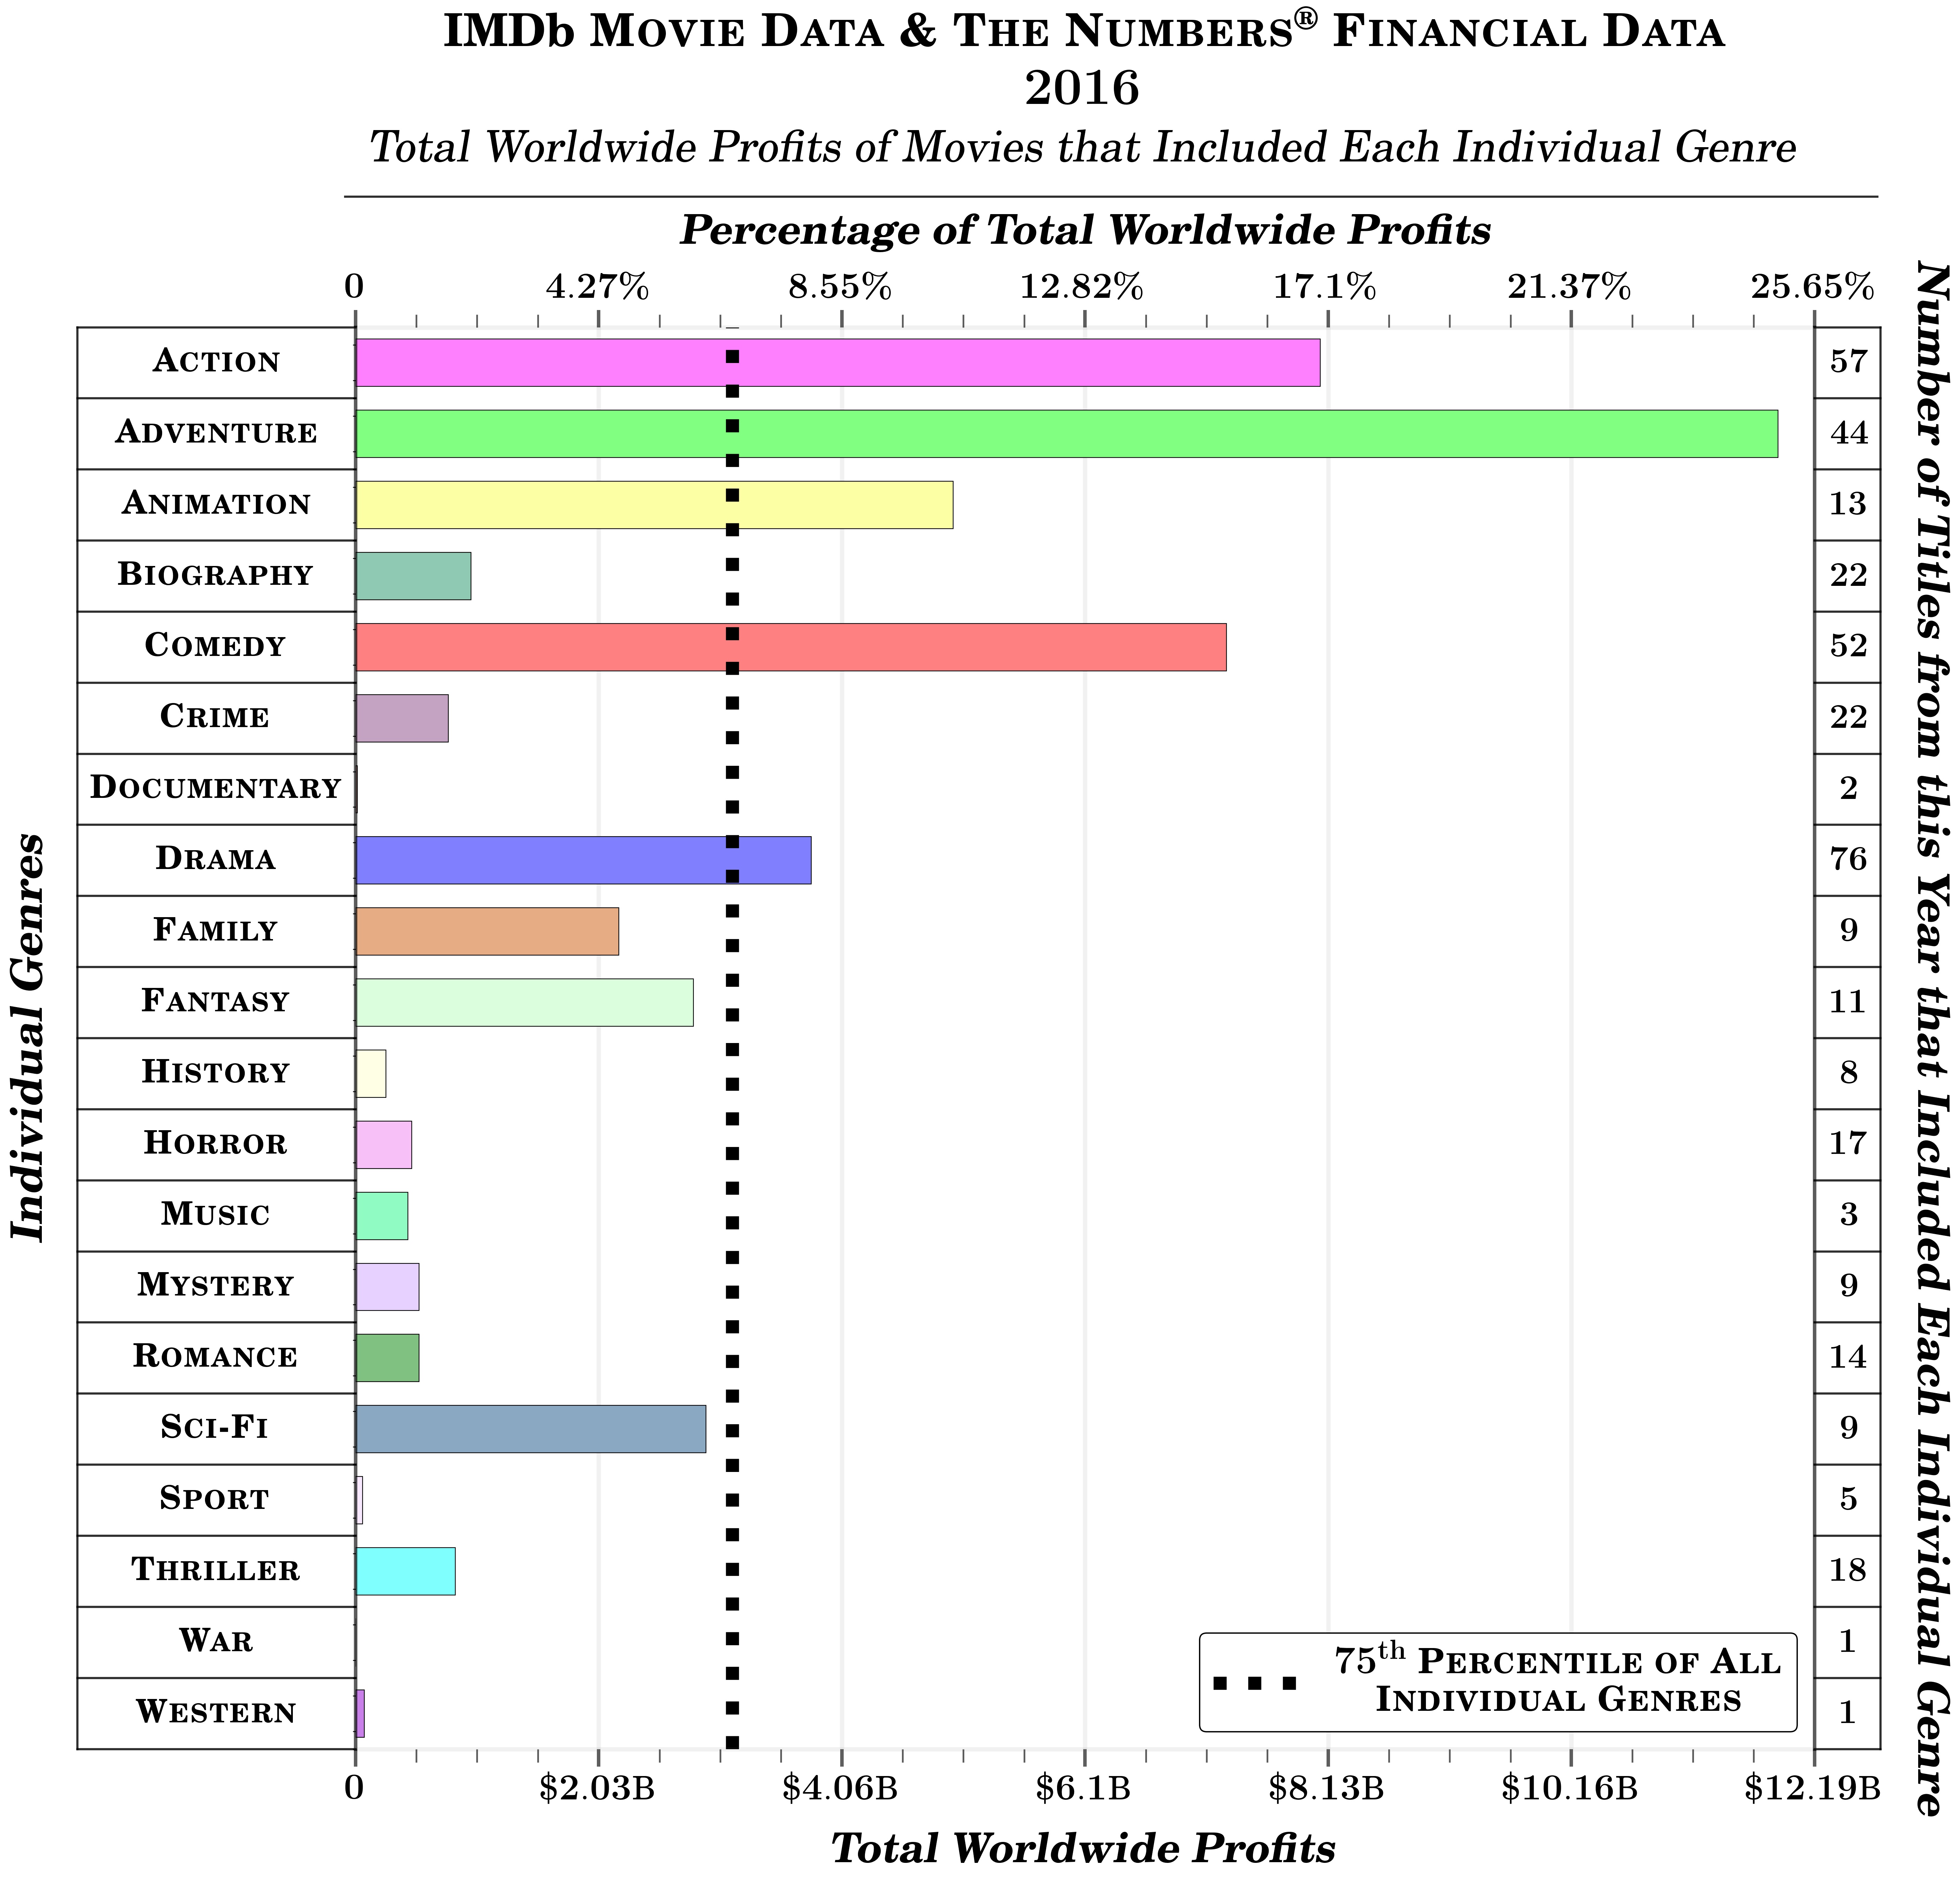 IMDb MOVIE DATA & THE NUMBERS® FINANCIAL DATA
2016
Total Worldwide Profits of Movies that Included Each Individual Genre
Percentage of Total Worldwide Profits
0 4.27% 8.55% 12.82% 17.1% 21.37% 25.65%
Individual Genres
Number of Titles from this Year that Included Each Individual Genre
ACTION 57
ADVENTURE 44
ANIMATION 13
BIOGRAPHY 22
COMEDY 52
CRIME 22
DOCUMENTARY 2
DRAMA 76
FAMILY 9
FANTASY 11
HISTORY 8
HORROR 17
MUSIC 3
MYSTERY 9
ROMANCE 14
SCI-FI 9
SPORT 5
THRILLER 18
WAR 1
WESTERN 1
75th PERCENTILE OF ALL
INDIVIDUAL GENRES
0 $2.03B $4.06B $6.1B $8.13B $10.16B $12.19B
Total Worldwide Profits